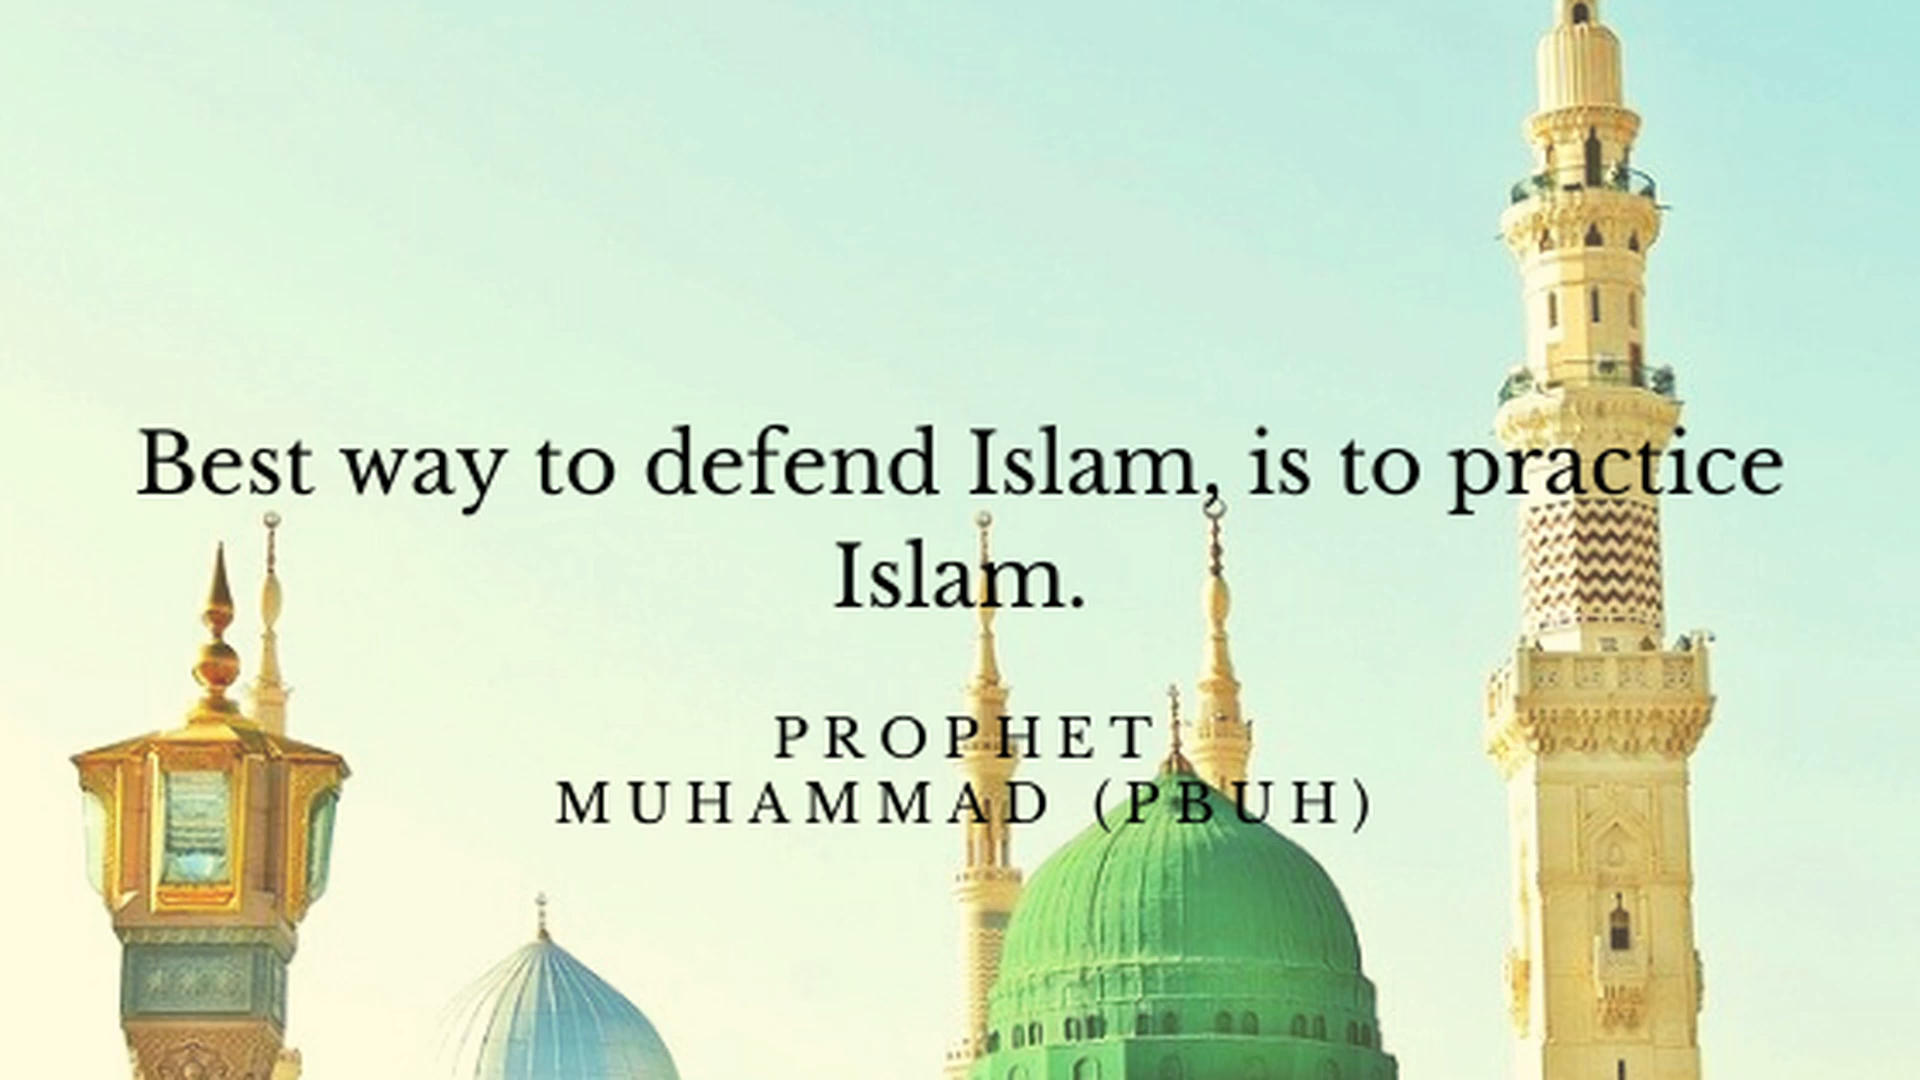 Best way to defend Islam, is to practice
Islam.
PROPHET
MUHAMMAD (PBUH)